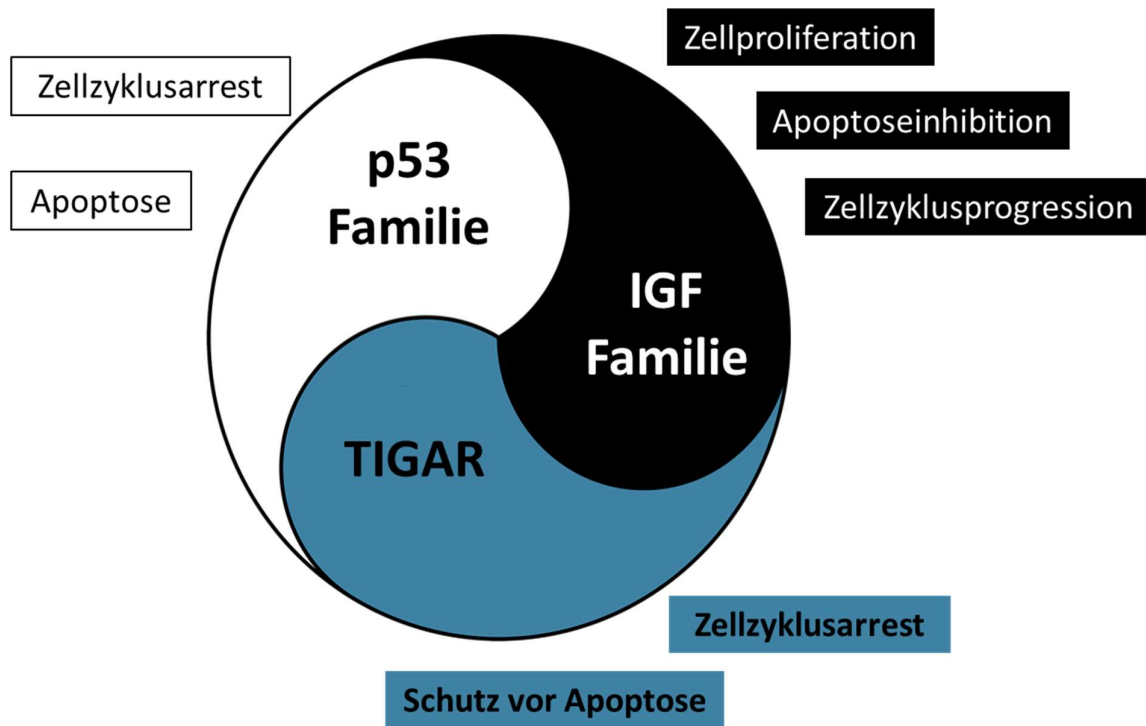 Zellproliferation
Zellzyklusarrest
Apoptoseinhibition
p53
Familie
Apoptose
Zellzyklusprogression
IGF
Familie
TIGAR
Zellzyklusarrest
Schutz vor Apoptose